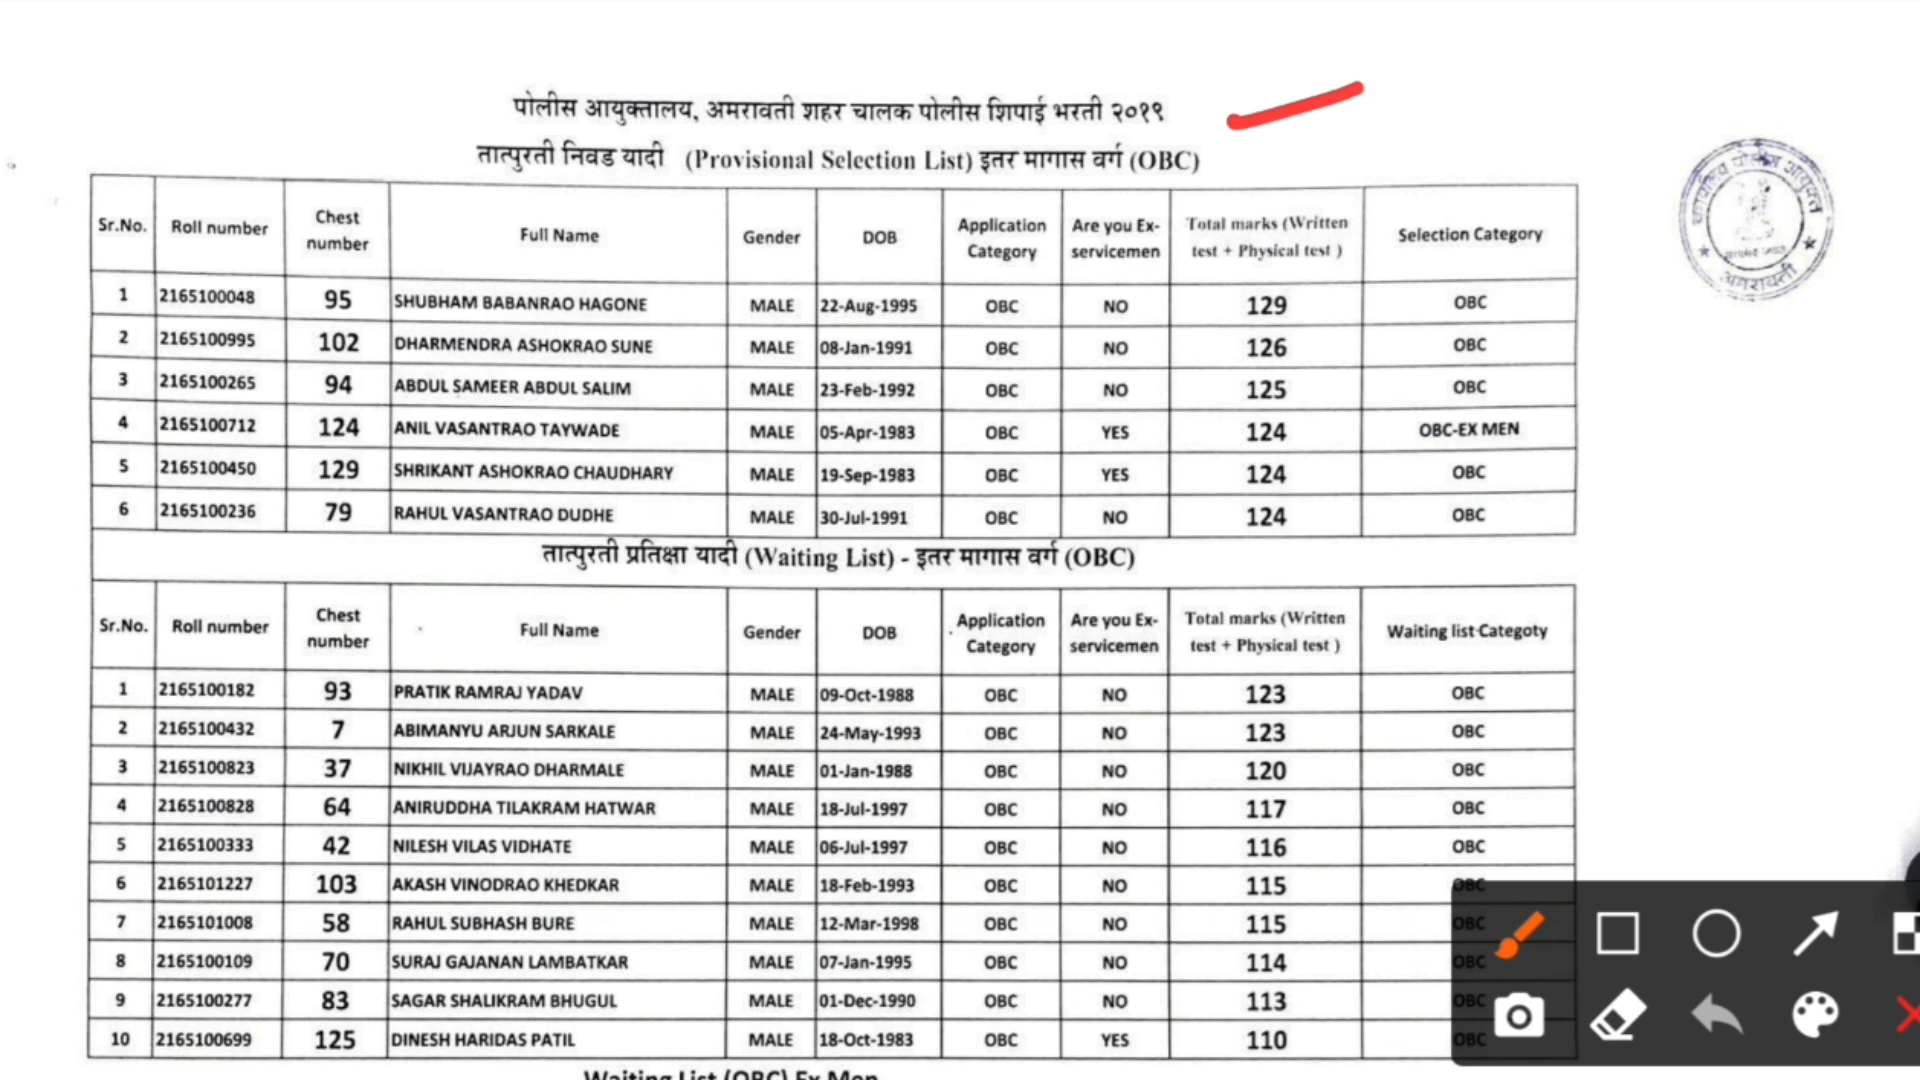 पोलीस आयुक्तालय, अमरावती शहर चालक पोलीस शिपाई भरती २०१९
तात्पुरती निवड यादी (Provisional Selection List) इतर मागास वर्ग (OBC)
Sr.No. Roll number Chest number Full Name Gender DOB Application Category Are you Ex-servicemen Total marks (Written test + Physical test ) Selection Category
1 2165100048 95 SHUBHAM BABANRAO HAGONE MALE 22-Aug-1995 OBC NO 129 OBC
2 2165100995 102 DHARMENDRA ASHOKRAO SUNE MALE 08-Jan-1991 OBC NO 126 OBC
3 2165100265 94 ABDUL SAMEER ABDUL SALIM MALE 23-Feb-1992 OBC NO 125 OBC
4 2165100712 124 ANIL VASANTRAO TAYWADE MALE 05-Apr-1983 OBC YES 124 OBC-EX MEN
5 2165100450 129 SHRIKANT ASHOKRAO CHAUDHARY MALE 19-Sep-1983 OBC YES 124 OBC
6 2165100236 79 RAHUL VASANTRAO DUDHE MALE 30-Jul-1991 OBC NO 124 OBC
तात्पुरती प्रतिक्षा यादी (Waiting List) - इतर मागास वर्ग (OBC)
Sr.No. Roll number Chest number Full Name Gender DOB Application Category Are you Ex-servicemen Total marks (Written test + Physical test ) Waiting list Categoty
1 2165100182 93 PRATIK RAMRAJ YADAV MALE 09-Oct-1988 OBC NO 123 OBC
2 2165100432 7 ABIMANYU ARJUN SARKALE MALE 24-May-1993 OBC NO 123 OBC
3 2165100823 37 NIKHIL VIJAYRAO DHARMALE MALE 01-Jan-1988 OBC NO 120 OBC
4 2165100828 64 ANIRUDDHA TILAKRAM HATWAR MALE 18-Jul-1997 OBC NO 117 OBC
5 2165100333 42 NILESH VILAS VIDHATE MALE 06-Jul-1997 OBC NO 116 OBC
6 2165101227 103 AKASH VINODRAO KHEDKAR MALE 18-Feb-1993 OBC NO 115 OBC
7 2165101008 58 RAHUL SUBHASH BURE MALE 12-Mar-1998 OBC NO 115 OBC
8 2165100109 70 SURAJ GAJANAN LAMBATKAR MALE 07-Jan-1995 OBC NO 114 OBC
9 2165100277 83 SAGAR SHALIKRAM BHUGUL MALE 01-Dec-1990 OBC NO 113 OBC
10 2165100699 125 DINESH HARIDAS PATIL MALE 18-Oct-1983 OBC YES 110 OBC
Waiting List (OBC) Ex Men
कार्यालय पोलीस आयुक्त
अमरावती